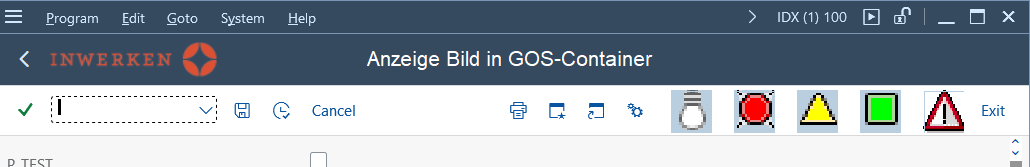 Program Edit Goto System Help IDX (1) 100
INWERKEN Anzeige Bild in GOS-Container
Cancel Exit
P_TEST